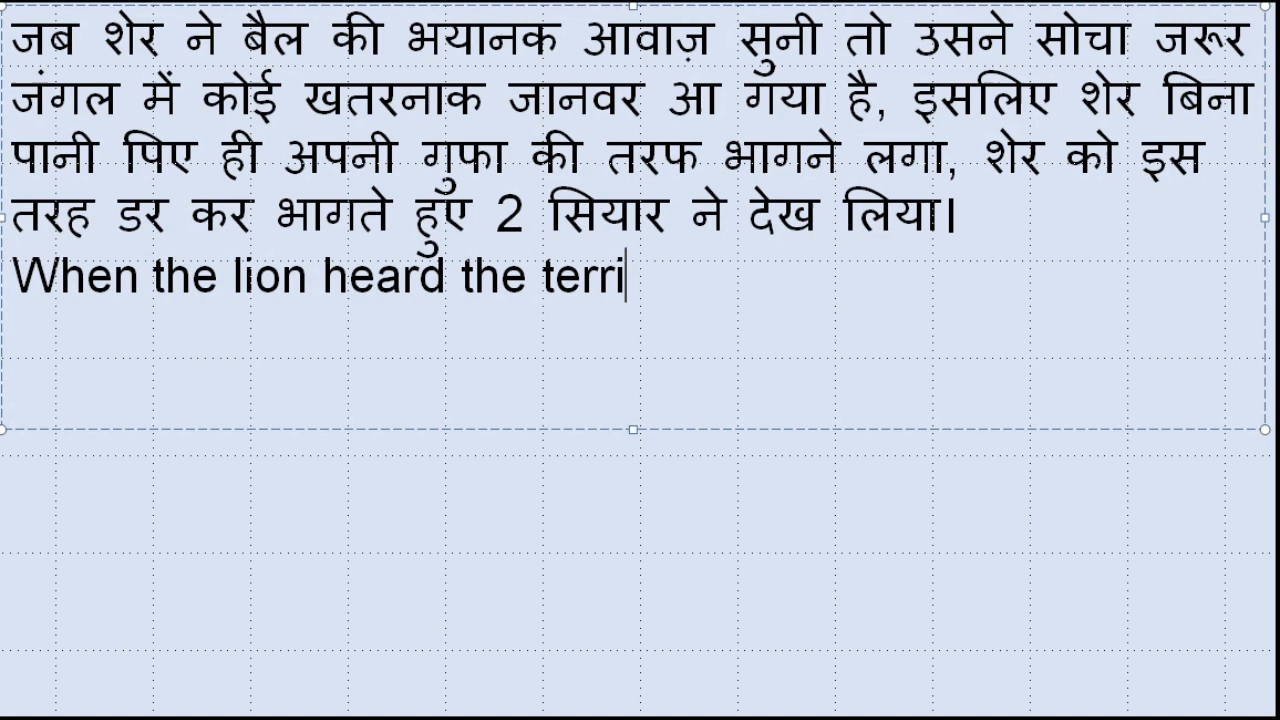 जब शेर ने बैल की भयानक आवाज़ सुनी तो उसने सोचा जरूर
जंगल में कोई खतरनाक जानवर आ गया है, इसलिए शेर बिना
पानी पिए ही अपनी गुफा की तरफ भागने लगा, शेर को इस
तरह डर कर भागते हुए 2 सियार ने देख लिया।
When the lion heard the terri